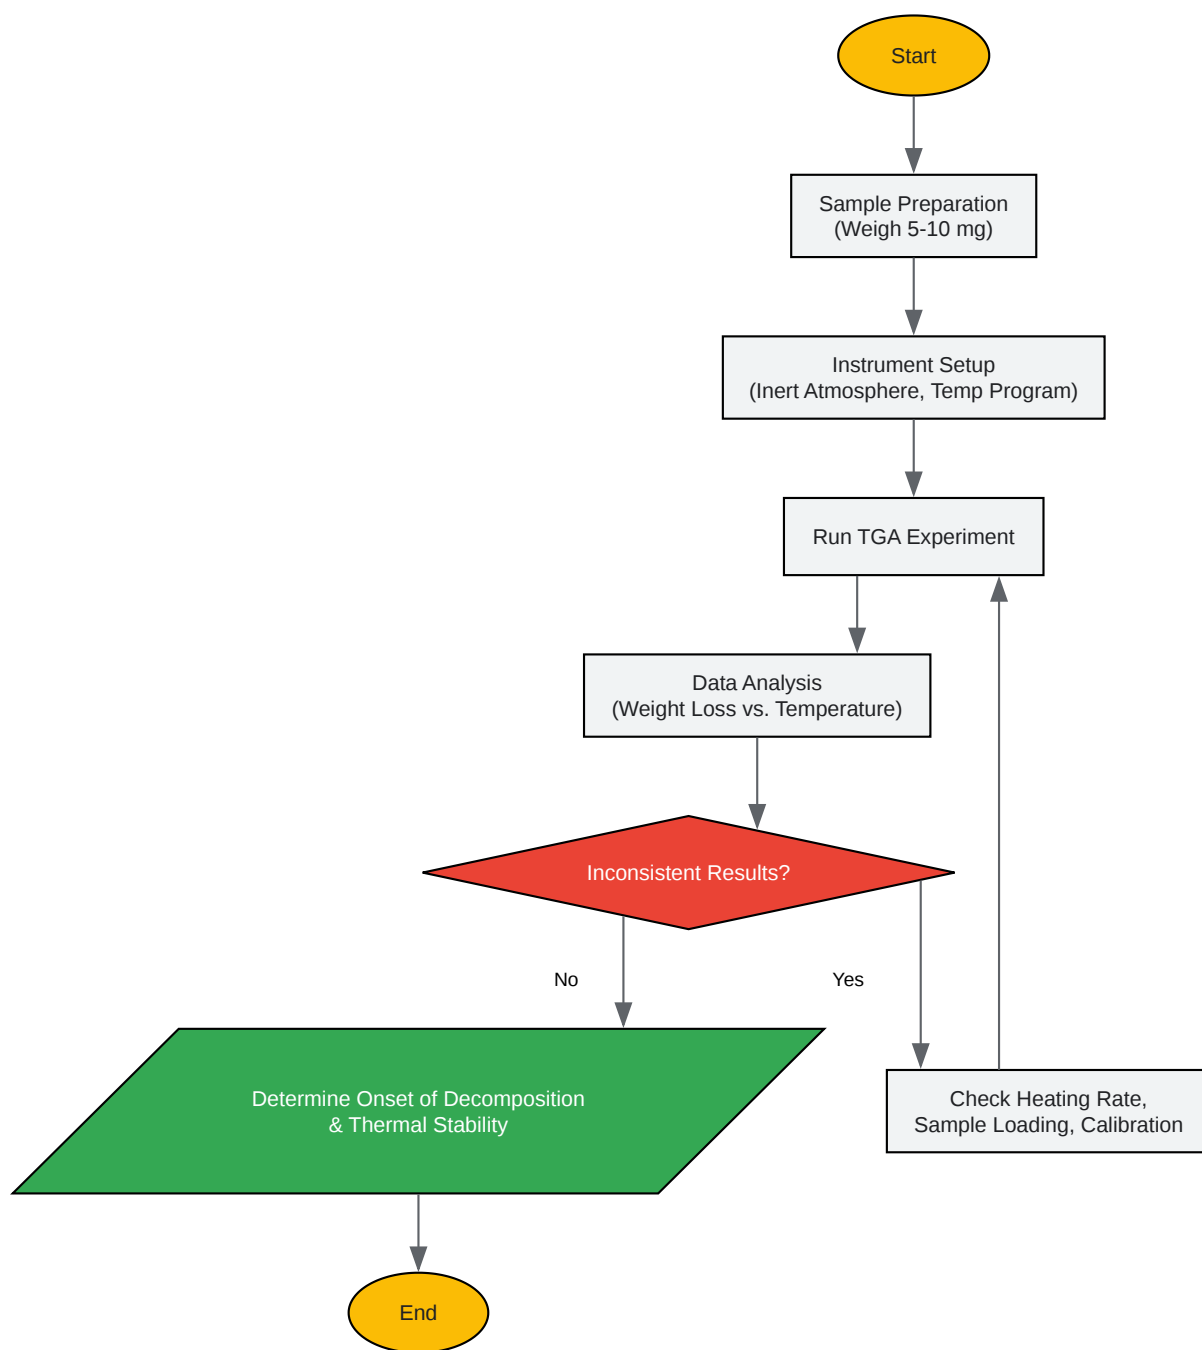 Start
Sample Preparation
(Weigh 5-10 mg)
Instrument Setup
(Inert Atmosphere, Temp Program)
Run TGA Experiment
Data Analysis
(Weight Loss vs. Temperature)
Inconsistent Results?
No
Yes
Determine Onset of Decomposition
& Thermal Stability
Check Heating Rate,
Sample Loading, Calibration
End